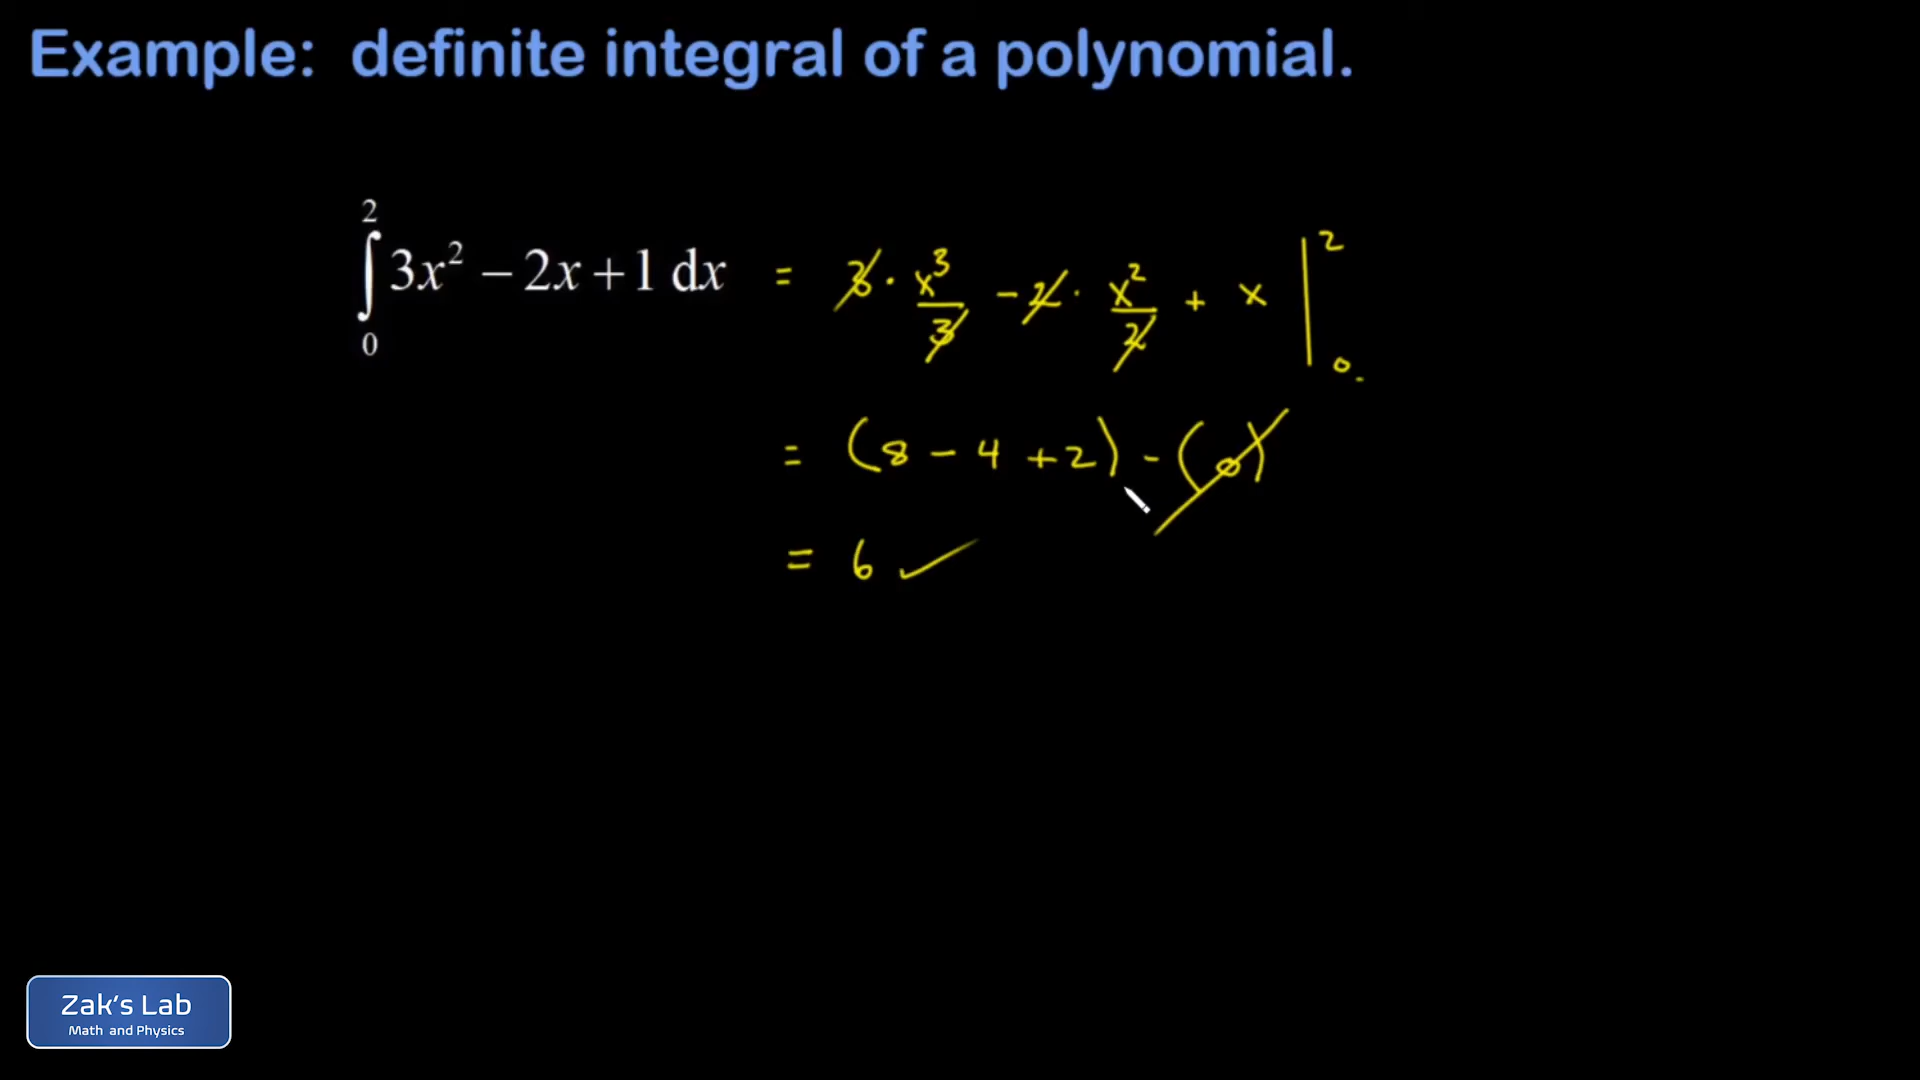 Example: definite integral of a polynomial.
∫₀² 3x² − 2x + 1 dx = 3 · x³/3 − 2 · x²/2 + x |₀²
= (8 − 4 + 2) − (0)
= 6 ✓
Zak's Lab
Math and Physics